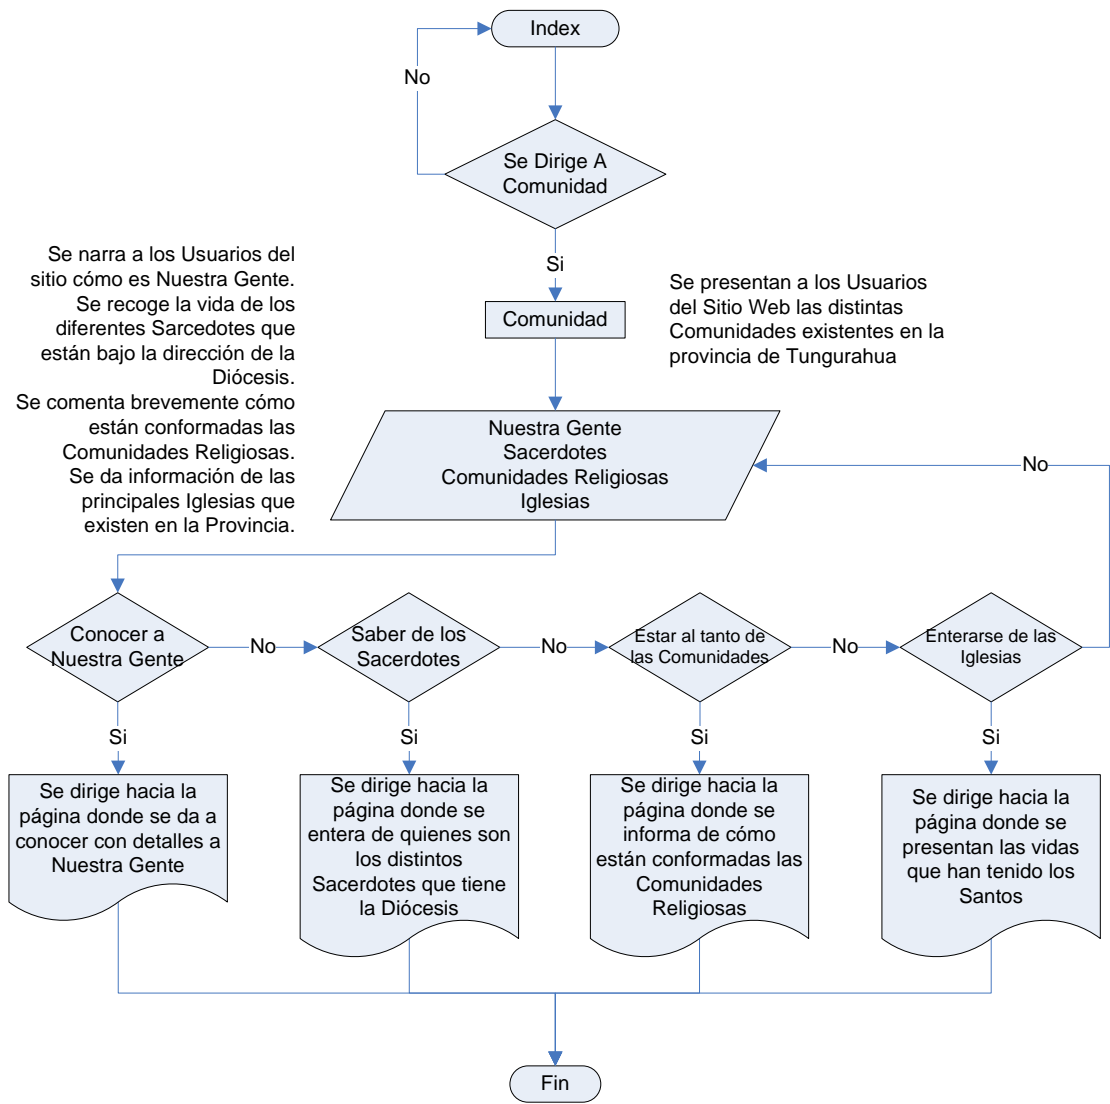 Index
No
Se Dirige A
Comunidad
Si
Se narra a los Usuarios del
sitio cómo es Nuestra Gente.
Se recoge la vida de los
diferentes Sarcedotes que
están bajo la dirección de la
Diócesis.
Se comenta brevemente cómo
están conformadas las
Comunidades Religiosas.
Se da información de las
principales Iglesias que
existen en la Provincia.
Comunidad
Se presentan a los Usuarios
del Sitio Web las distintas
Comunidades existentes en la
provincia de Tungurahua
Nuestra Gente
Sacerdotes
Comunidades Religiosas
Iglesias
No
Conocer a
Nuestra Gente
No
Saber de los
Sacerdotes
No
Estar al tanto de
las Comunidades
No
Enterarse de las
Iglesias
Si
Si
Si
Si
Se dirige hacia la
página donde se da a
conocer con detalles a
Nuestra Gente
Se dirige hacia la
página donde se
entera de quienes son
los distintos
Sacerdotes que tiene
la Diócesis
Se dirige hacia la
página donde se
informa de cómo
están conformadas las
Comunidades
Religiosas
Se dirige hacia la
página donde se
presentan las vidas
que han tenido los
Santos
Fin